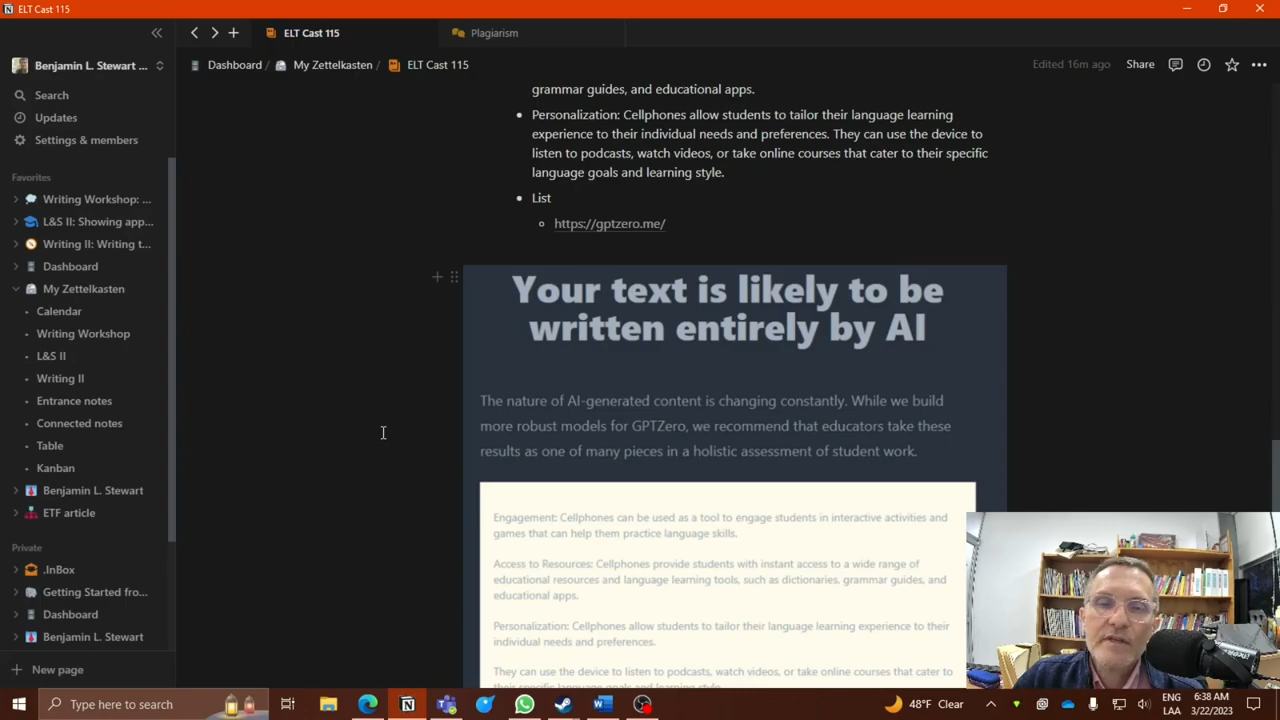 ELT Cast 115
ELT Cast 115
Plagiarism
Benjamin L. Stewart ...
Dashboard / My Zettelkasten / ELT Cast 115
Edited 16m ago
Share
Search
Updates
Settings & members
Favorites
Writing Workshop: ...
L&S II: Showing app...
Writing II: Writing t...
Dashboard
My Zettelkasten
Calendar
Writing Workshop
L&S II
Writing II
Entrance notes
Connected notes
Table
Kanban
Benjamin L. Stewart
ETF article
Private
.InBox
Getting Started fro...
Dashboard
Benjamin L. Stewart
New page
grammar guides, and educational apps.
Personalization: Cellphones allow students to tailor their language learning
experience to their individual needs and preferences. They can use the device to
listen to podcasts, watch videos, or take online courses that cater to their specific
language goals and learning style.
List
https://gptzero.me/
Your text is likely to be
written entirely by AI
The nature of AI-generated content is changing constantly. While we build
more robust models for GPTZero, we recommend that educators take these
results as one of many pieces in a holistic assessment of student work.
Engagement: Cellphones can be used as a tool to engage students in interactive activities and
games that can help them practice language skills.
Access to Resources: Cellphones provide students with instant access to a wide range of
educational resources and language learning tools, such as dictionaries, grammar guides, and
educational apps.
Personalization: Cellphones allow students to tailor their language learning experience to their
individual needs and preferences.
They can use the device to listen to podcasts, watch videos, or take online courses that cater to
their specific language goals and learning style.
Type here to search
48°F Clear
ENG
LAA
6:38 AM
3/22/2023